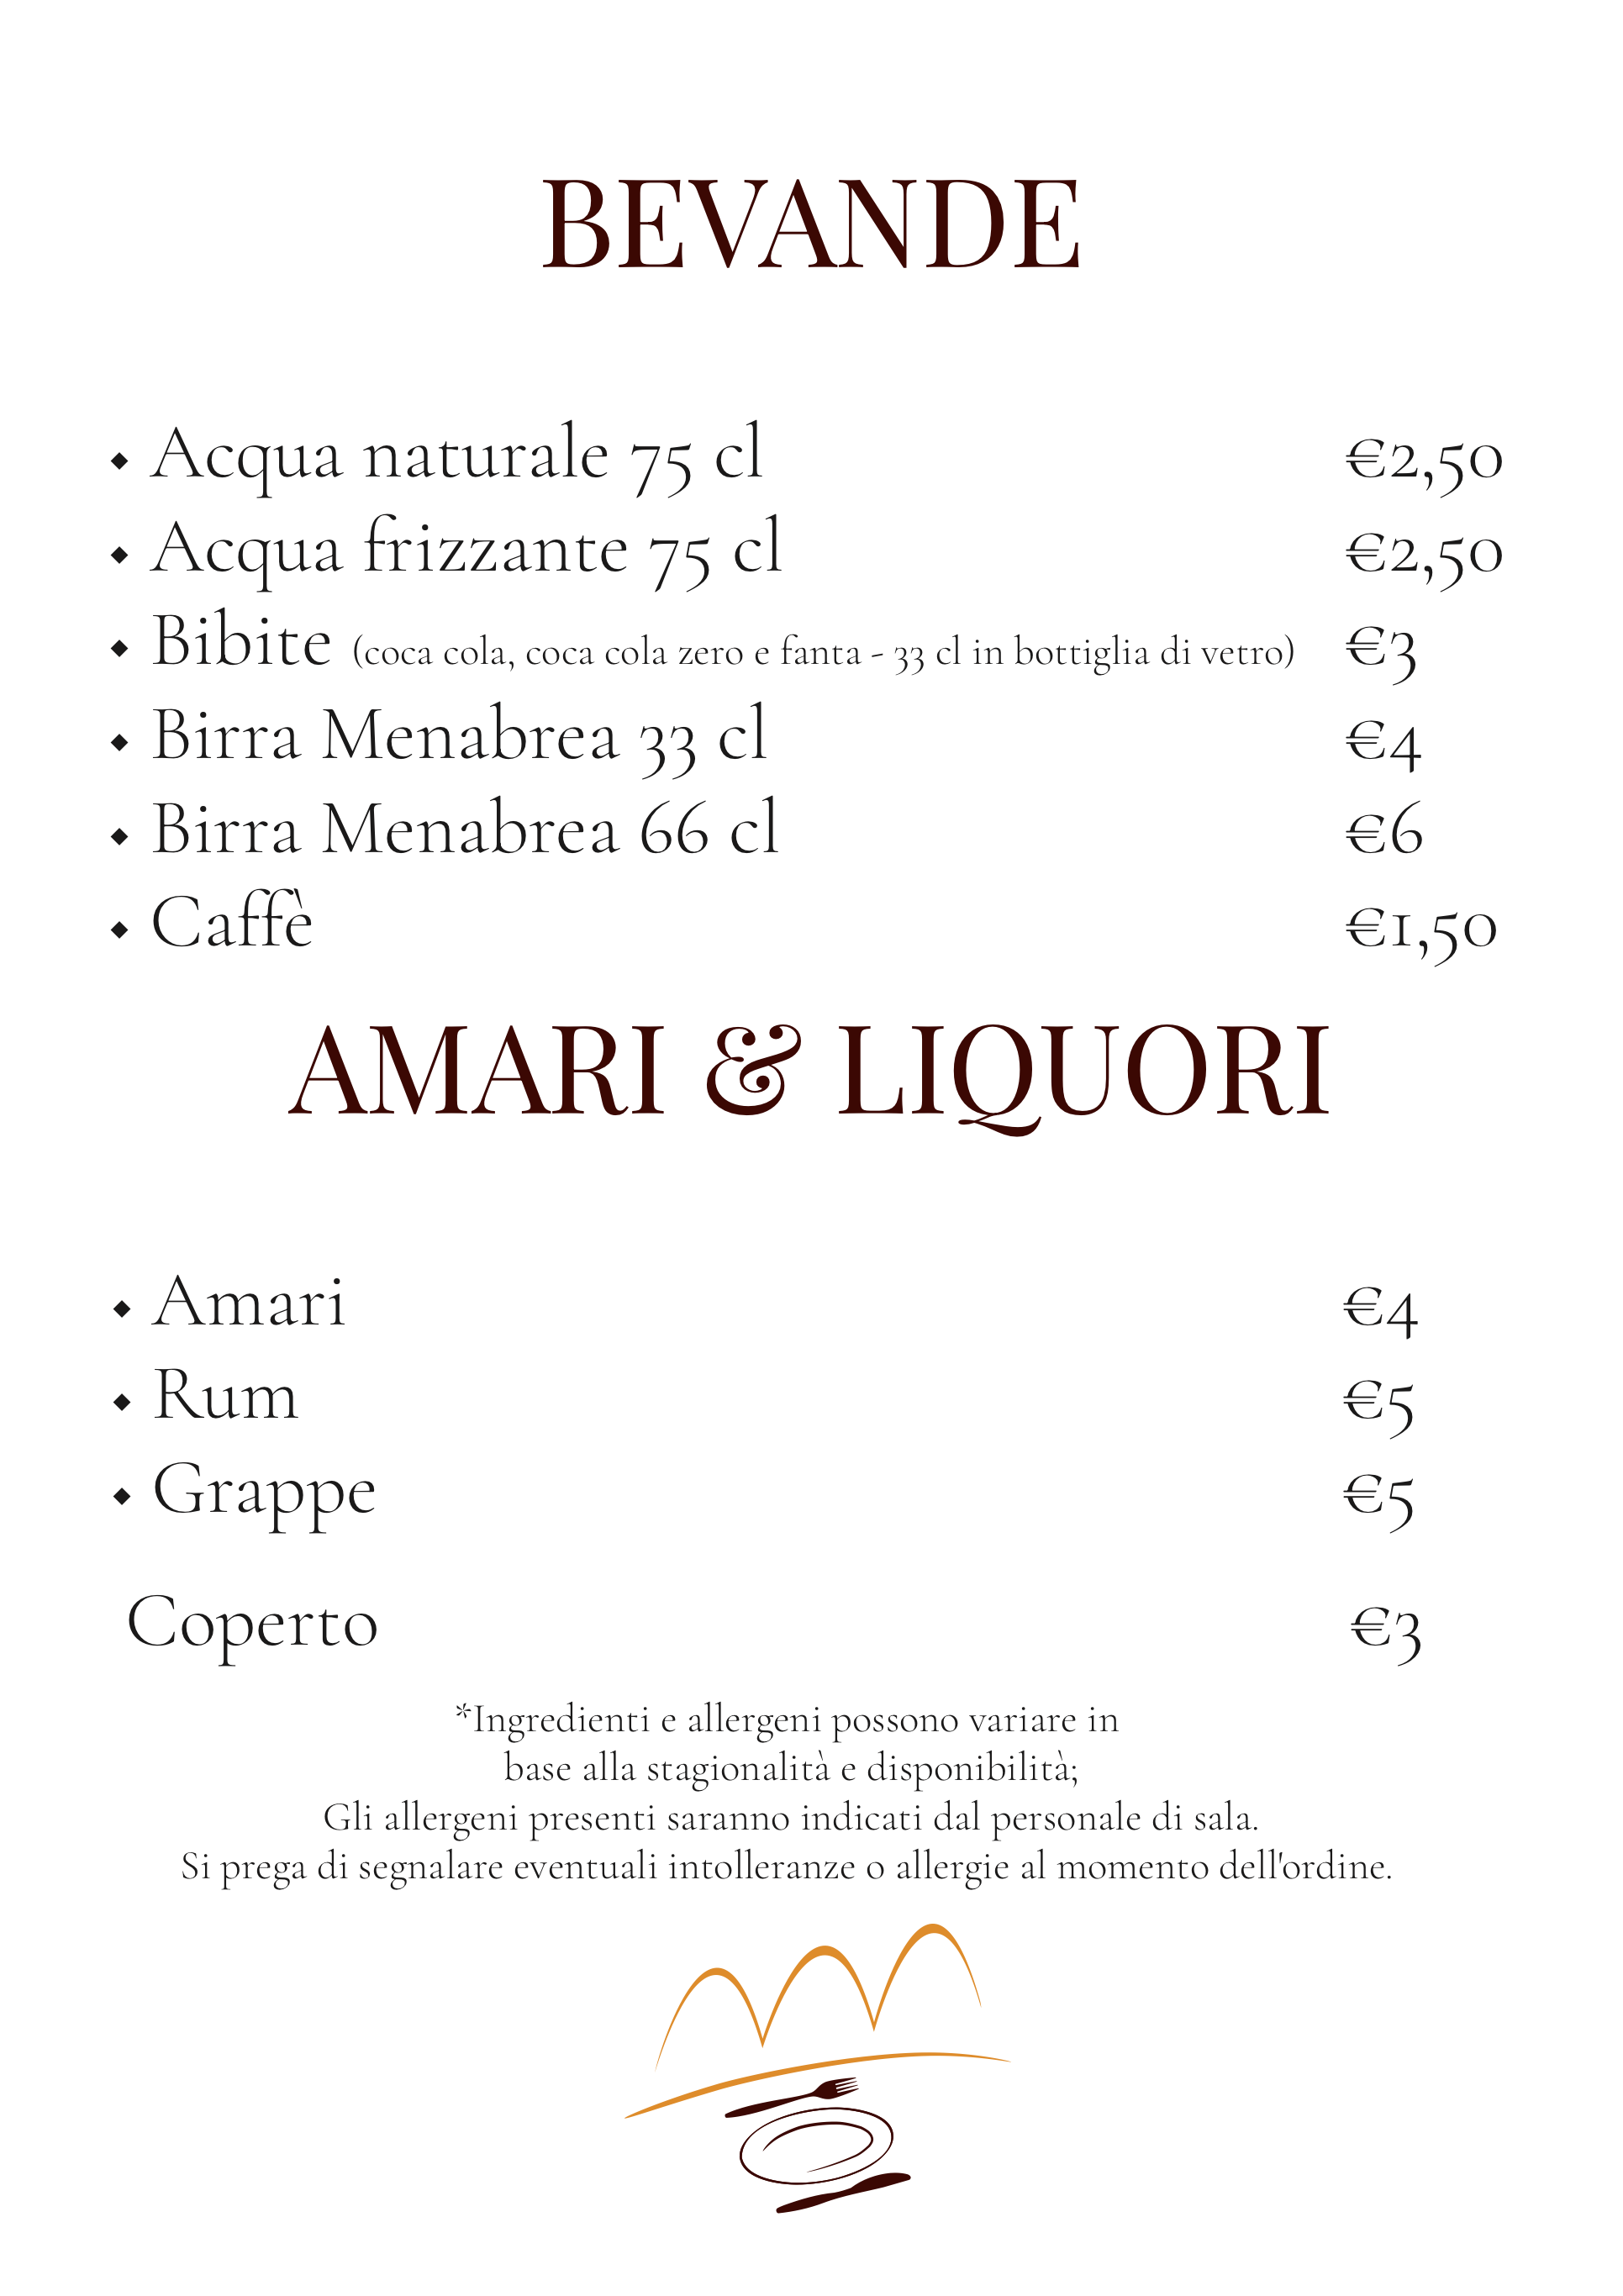 BEVANDE
◆ Acqua naturale 75 cl €2,50
◆ Acqua frizzante 75 cl €2,50
◆ Bibite (coca cola, coca cola zero e fanta - 33 cl in bottiglia di vetro) €3
◆ Birra Menabrea 33 cl €4
◆ Birra Menabrea 66 cl €6
◆ Caffè €1,50
AMARI & LIQUORI
◆ Amari €4
◆ Rum €5
◆ Grappe €5
Coperto €3
*Ingredienti e allergeni possono variare in
base alla stagionalità e disponibilità;
Gli allergeni presenti saranno indicati dal personale di sala.
Si prega di segnalare eventuali intolleranze o allergie al momento dell'ordine.